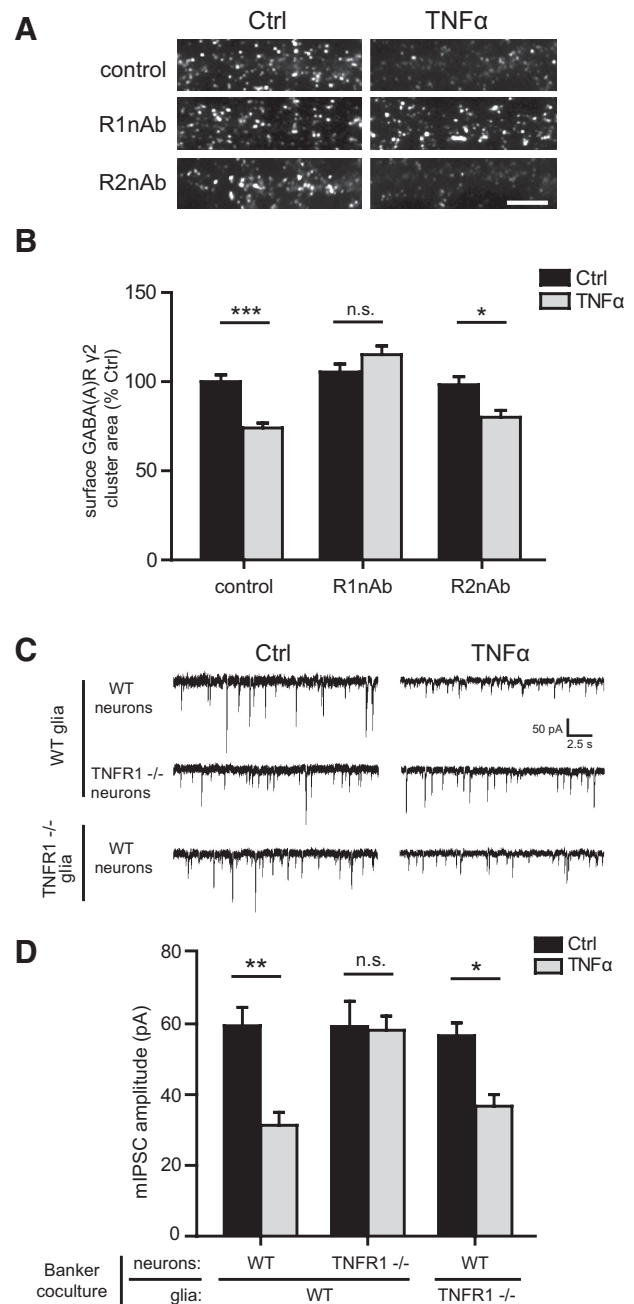 A
Ctrl TNFα
control
R1nAb
R2nAb
B
Ctrl
TNFα
surface GABA(A)R γ2
cluster area (% Ctrl)
150
100
50
0
***
n.s.
*
control R1nAb R2nAb
C
Ctrl TNFα
WT glia
WT
neurons
50 pA
2.5 s
TNFR1 -/-
neurons
TNFR1 -/-
glia
WT
neurons
D
Ctrl
TNFα
mIPSC amplitude (pA)
80
60
40
20
0
**
n.s.
*
Banker
coculture
neurons: WT TNFR1 -/- WT
glia: WT TNFR1 -/-